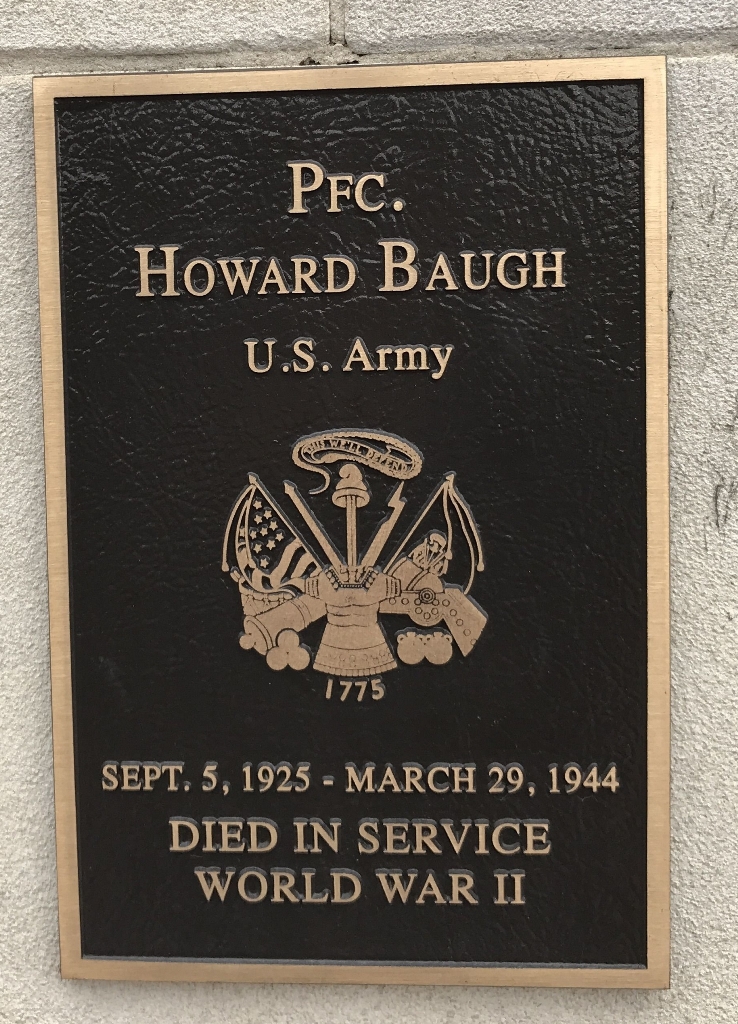 PFC.
HOWARD BAUGH
U.S. Army
THIS WE'LL DEFEND
1775
SEPT. 5, 1925 - MARCH 29, 1944
DIED IN SERVICE
WORLD WAR II